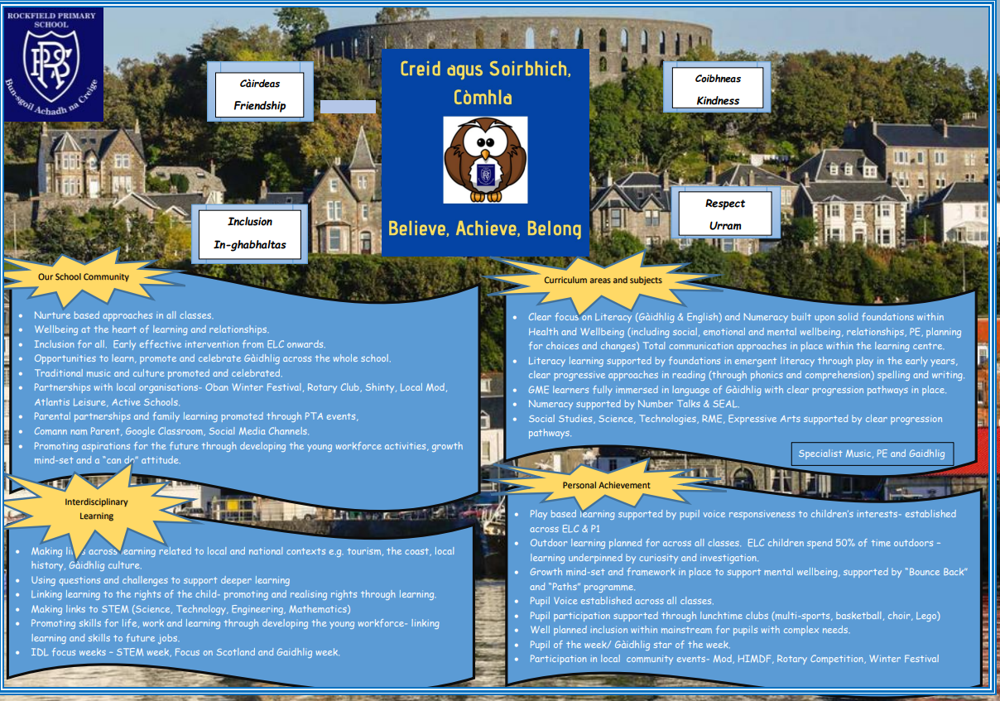 ROCKFIELD PRIMARY
SCHOOL
RPS
Bun-sgoil Achadh na Creige
Càirdeas
Friendship
Creid agus Soirbhich,
Còmhla
Believe, Achieve, Belong
Coibhneas
Kindness
Inclusion
In-ghabhaltas
Respect
Urram
Our School Community
Nurture based approaches in all classes.
Wellbeing at the heart of learning and relationships.
Inclusion for all. Early effective intervention from ELC onwards.
Opportunities to learn, promote and celebrate Gàidhlig across the whole school.
Traditional music and culture promoted and celebrated.
Partnerships with local organisations- Oban Winter Festival, Rotary Club, Shinty, Local Mod,
Atlantis Leisure, Active Schools.
Parental partnerships and family learning promoted through PTA events,
Comann nam Parent, Google Classroom, Social Media Channels.
Promoting aspirations for the future through developing the young workforce activities, growth
mind-set and a “can do” attitude.
Curriculum areas and subjects
Clear focus on Literacy (Gàidhlig & English) and Numeracy built upon solid foundations within
Health and Wellbeing (including social, emotional and mental wellbeing, relationships, PE, planning
for choices and changes) Total communication approaches in place within the learning centre.
Literacy learning supported by foundations in emergent literacy through play in the early years,
clear progressive approaches in reading (through phonics and comprehension) spelling and writing.
GME learners fully immersed in language of Gàidhlig with clear progression pathways in place.
Numeracy supported by Number Talks & SEAL.
Social Studies, Science, Technologies, RME, Expressive Arts supported by clear progression
pathways.
Specialist Music, PE and Gaidhlig
Interdisciplinary
Learning
Making links across learning related to local and national contexts e.g. tourism, the coast, local
history, Gàidhlig culture.
Using questions and challenges to support deeper learning
Linking learning to the rights of the child- promoting and realising rights through learning.
Making links to STEM (Science, Technology, Engineering, Mathematics)
Promoting skills for life, work and learning through developing the young workforce- linking
learning and skills to future jobs.
IDL focus weeks – STEM week, Focus on Scotland and Gaidhlig week.
Personal Achievement
Play based learning supported by pupil voice responsiveness to children’s interests- established
across ELC & P1
Outdoor learning planned for across all classes. ELC children spend 50% of time outdoors –
learning underpinned by curiosity and investigation.
Growth mind-set and framework in place to support mental wellbeing, supported by “Bounce Back”
and “Paths” programme.
Pupil Voice established across all classes.
Pupil participation supported through lunchtime clubs (multi-sports, basketball, choir, Lego)
Well planned inclusion within mainstream for pupils with complex needs.
Pupil of the week/ Gàidhlig star of the week.
Participation in local community events- Mod, HIMDF, Rotary Competition, Winter Festival